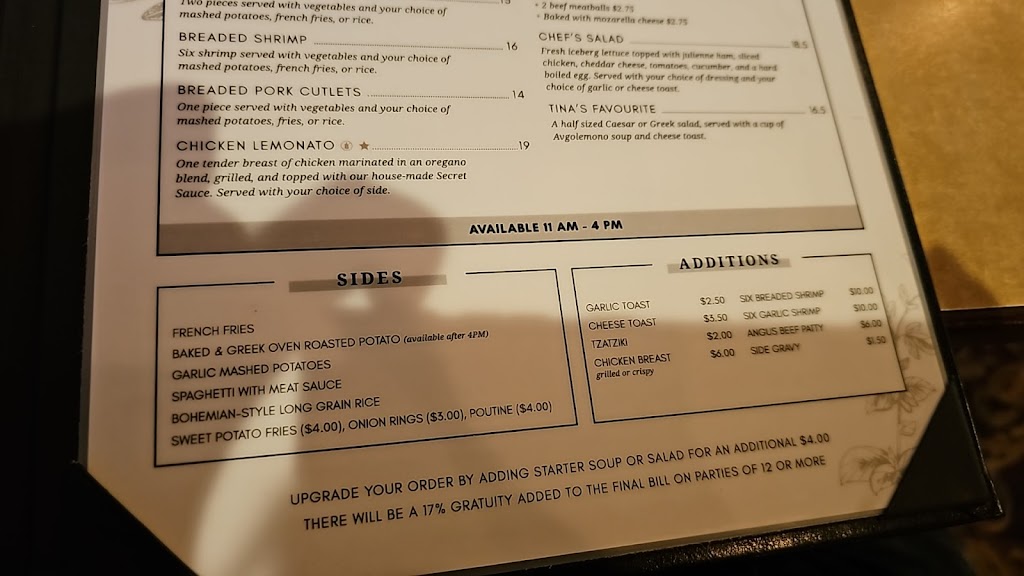 Two pieces served with vegetables and your choice of
mashed potatoes, french fries, or rice.
BREADED SHRIMP 16
Six shrimp served with vegetables and your choice of
mashed potatoes, french fries, or rice.
BREADED PORK CUTLETS 14
One piece served with vegetables and your choice of
mashed potatoes, fries, or rice.
CHICKEN LEMONATO 19
One tender breast of chicken marinated in an oregano
blend, grilled, and topped with our house-made Secret
Sauce. Served with your choice of side.
• 2 beef meatballs $2.75
• Baked with mozarella cheese $2.75
CHEF'S SALAD 18.5
Fresh iceberg lettuce topped with julienne ham, sliced
chicken, cheddar cheese, tomatoes, cucumber, and a hard
boiled egg. Served with your choice of dressing and your
choice of garlic or cheese toast.
TINA'S FAVOURITE 16.5
A half sized Caesar or Greek salad, served with a cup of
Avgolemono soup and cheese toast.
AVAILABLE 11 AM - 4 PM
SIDES
FRENCH FRIES
BAKED & GREEK OVEN ROASTED POTATO (available after 4PM)
GARLIC MASHED POTATOES
SPAGHETTI WITH MEAT SAUCE
BOHEMIAN-STYLE LONG GRAIN RICE
SWEET POTATO FRIES ($4.00), ONION RINGS ($3.00), POUTINE ($4.00)
ADDITIONS
GARLIC TOAST $2.50
CHEESE TOAST $3.50
TZATZIKI $2.00
CHICKEN BREAST $6.00
grilled or crispy
SIX BREADED SHRIMP $10.00
SIX GARLIC SHRIMP $10.00
ANGUS BEEF PATTY $6.00
SIDE GRAVY $1.50
UPGRADE YOUR ORDER BY ADDING STARTER SOUP OR SALAD FOR AN ADDITIONAL $4.00
THERE WILL BE A 17% GRATUITY ADDED TO THE FINAL BILL ON PARTIES OF 12 OR MORE